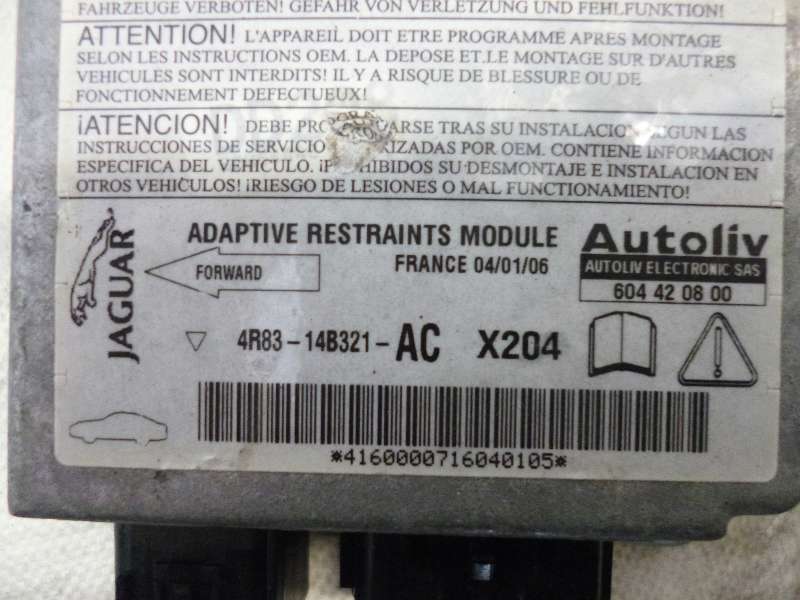 FAHRZEUGE VERBOTEN! GEFAHR VON VERLETZUNG UND FEHLFUNKTION!
ATTENTION! L'APPAREIL DOIT ETRE PROGRAMME APRES MONTAGE
SELON LES INSTRUCTIONS OEM. LA DEPOSE ET.LE MONTAGE SUR D'AUTRES
VEHICULES SONT INTERDITS! IL Y A RISQUE DE BLESSURE OU DE
FONCTIONNEMENT DEFECTUEUX!
¡ATENCION! DEBE TRAS SU INSTALACION SEGUN LAS
INSTRUCCIONES DE SERVICIO POR OEM. CONTIENE INFORMACION
ESPECIFICA DEL VEHICULO. SU DESMONTAJE E INSTALACION EN
OTROS VEHICULOS! ¡RIESGO DE LESIONES O MAL FUNCIONAMIENTO!
JAGUAR
ADAPTIVE RESTRAINTS MODULE
FORWARD
FRANCE 04/01/06
Autoliv
AUTOLIV ELECTRONIC SAS
604 42 08 00
4R83-14B321-AC X204
*4160000716040105*